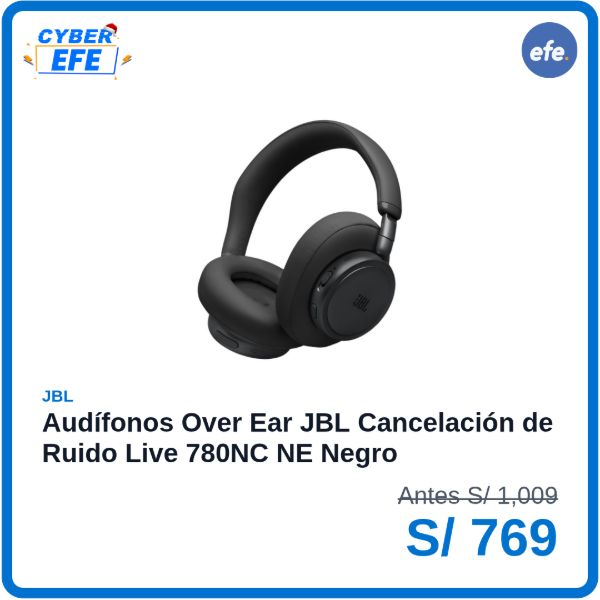 CYBER
EFE
efe.
JBL
JBL
Audífonos Over Ear JBL Cancelación de
Ruido Live 780NC NE Negro
Antes S/ 1,009
S/ 769